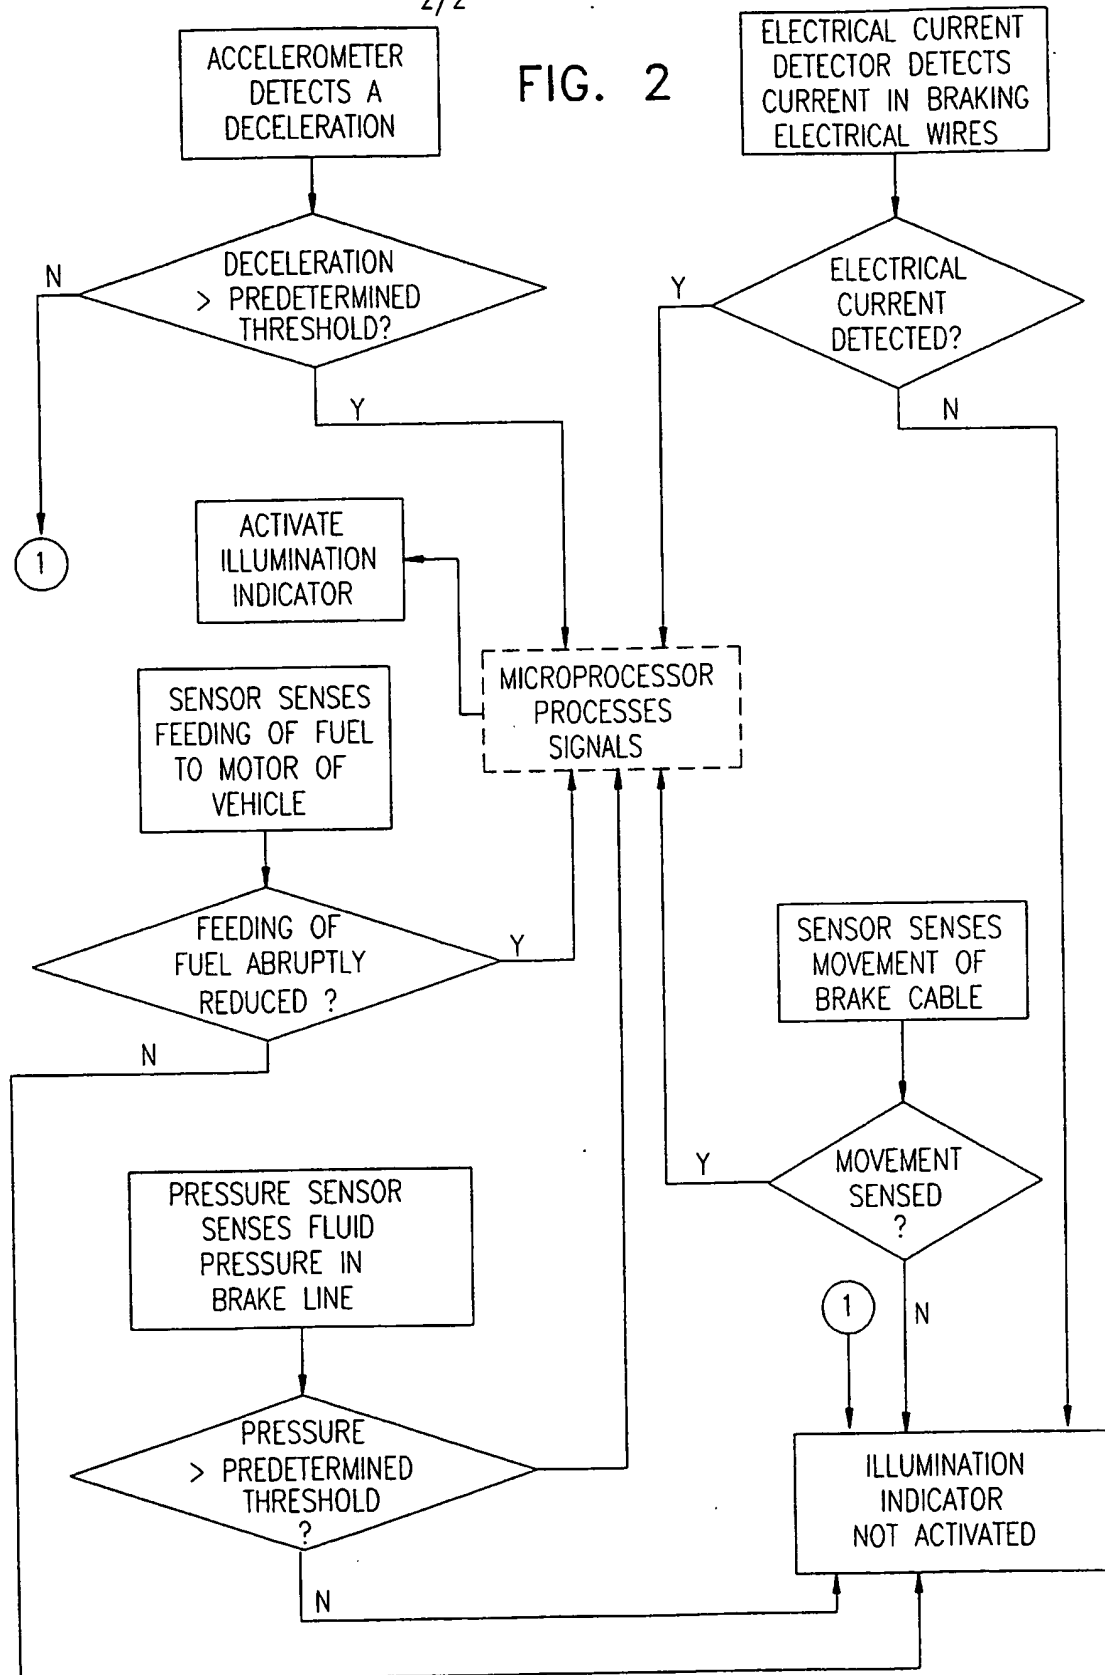 2/2
FIG. 2
ACCELEROMETER
DETECTS A
DECELERATION
ELECTRICAL CURRENT
DETECTOR DETECTS
CURRENT IN BRAKING
ELECTRICAL WIRES
DECELERATION
> PREDETERMINED
THRESHOLD?
N
Y
ELECTRICAL
CURRENT
DETECTED?
Y
N
1
ACTIVATE
ILLUMINATION
INDICATOR
MICROPROCESSOR
PROCESSES
SIGNALS
SENSOR SENSES
FEEDING OF FUEL
TO MOTOR OF
VEHICLE
FEEDING OF
FUEL ABRUPTLY
REDUCED ?
Y
N
SENSOR SENSES
MOVEMENT OF
BRAKE CABLE
MOVEMENT
SENSED
?
Y
N
1
PRESSURE SENSOR
SENSES FLUID
PRESSURE IN
BRAKE LINE
PRESSURE
> PREDETERMINED
THRESHOLD
?
N
ILLUMINATION
INDICATOR
NOT ACTIVATED